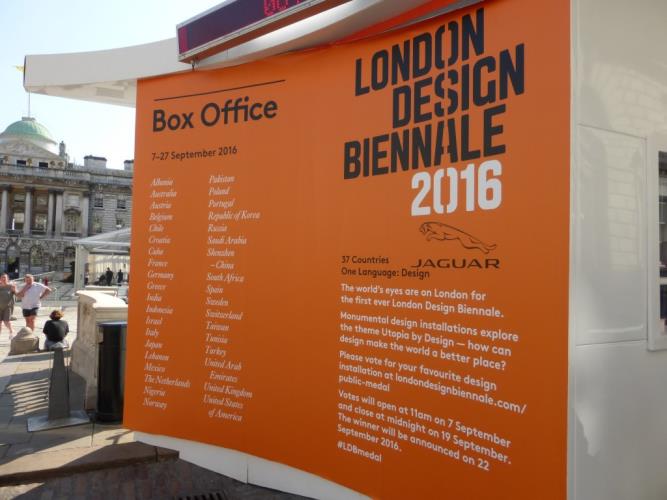 Box Office
7–27 September 2016
Albania
Australia
Austria
Belgium
Chile
Croatia
Cuba
France
Germany
Greece
India
Indonesia
Israel
Italy
Japan
Lebanon
Mexico
The Netherlands
Nigeria
Norway
Pakistan
Poland
Portugal
Republic of Korea
Russia
Saudi Arabia
Shenzhen
–China
South Africa
Spain
Sweden
Switzerland
Taiwan
Tunisia
Turkey
United Arab
Emirates
United Kingdom
United States
of America
LONDON
DESIGN
BIENNALE
2016
JAGUAR
37 Countries
One Language: Design
The world's eyes are on London for
the first ever London Design Biennale.
Monumental design installations explore
the theme Utopia by Design — how can
design make the world a better place?
Please vote for your favourite design
installation at londondesignbiennale.com/
public-medal
Votes will open at 11am on 7 September
and close at midnight on 19 September.
The winner will be announced on 22
September 2016.
#LDBmedal